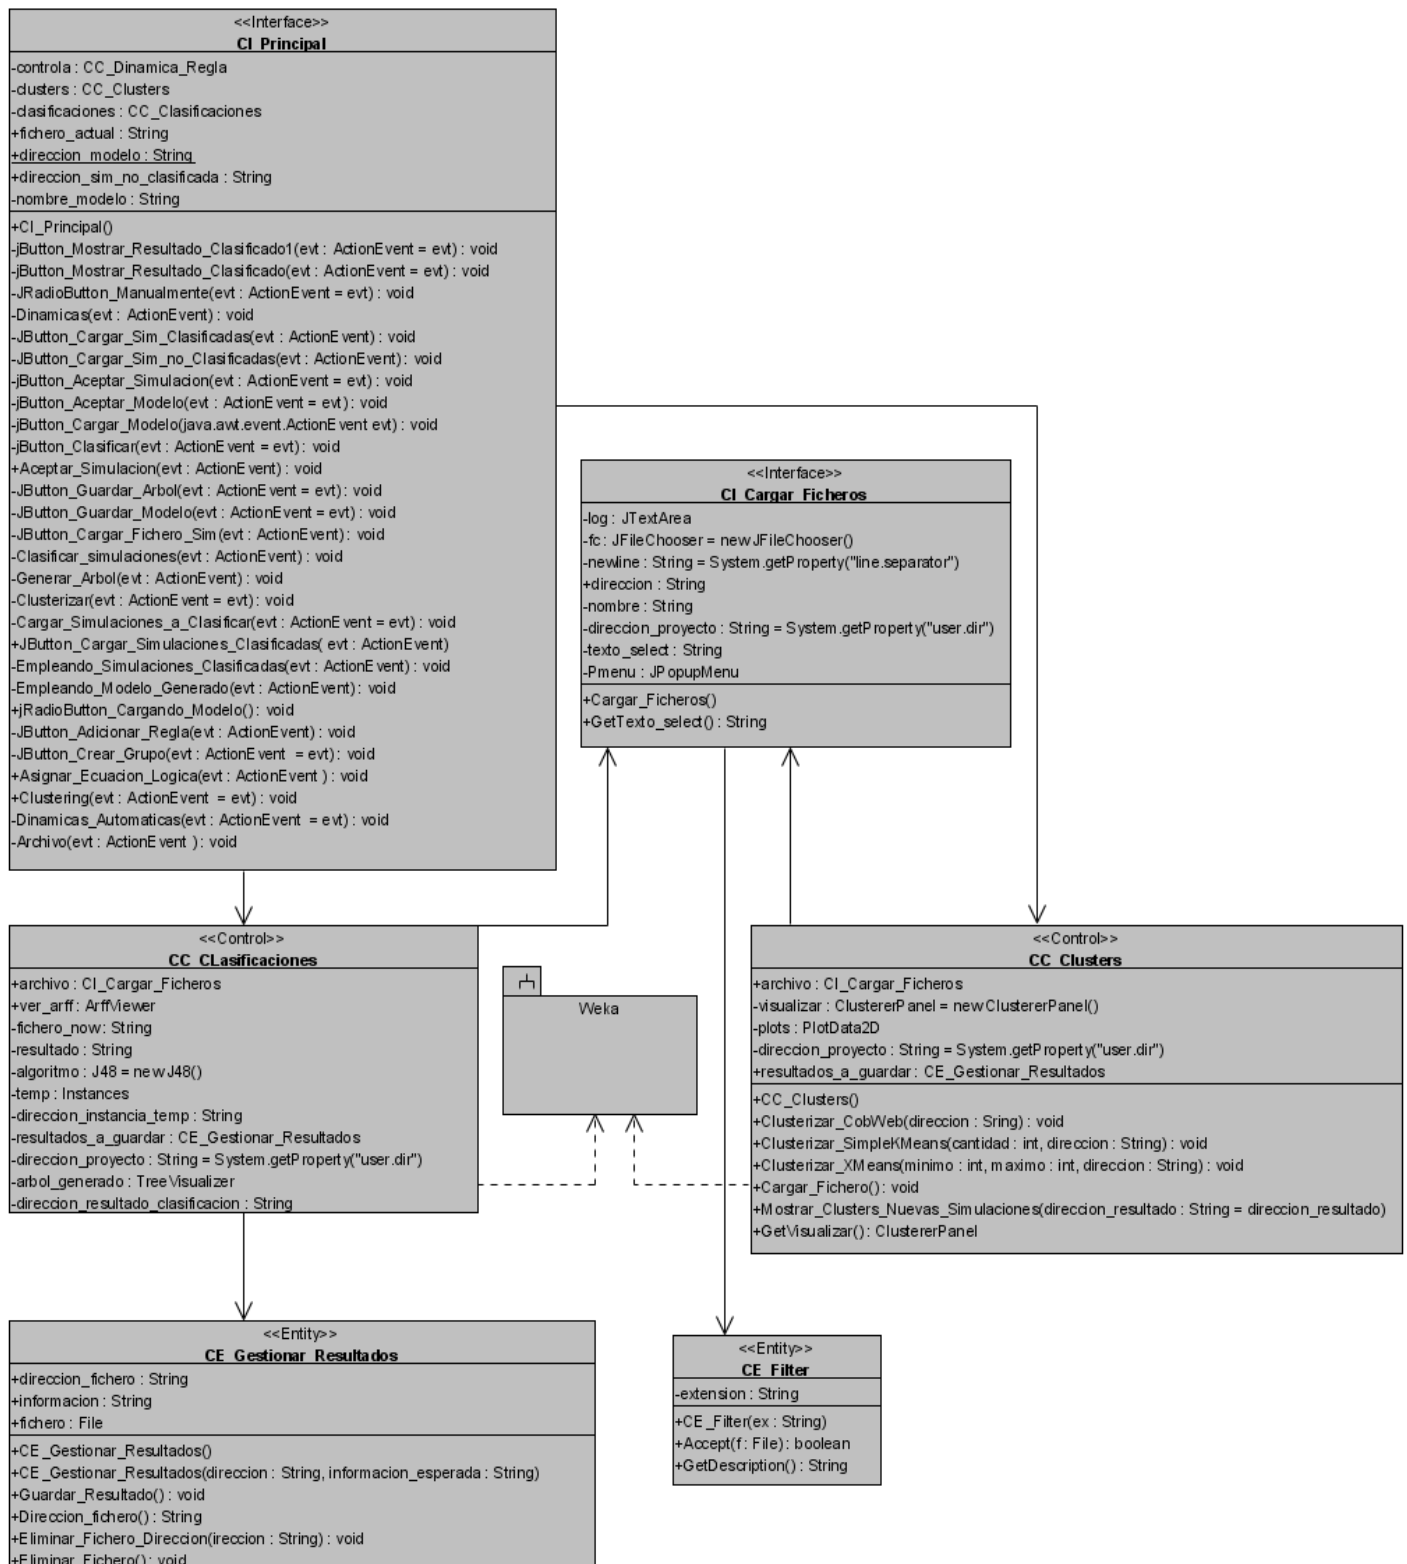 <<Interface>>
CI_Principal
-controla : CC_Dinamica_Regla
-clusters : CC_Clusters
-clasificaciones : CC_Clasificaciones
+fichero_actual : String
+direccion_modelo : String
+direccion_sim_no_clasificada : String
-nombre_modelo : String
+CI_Principal()
-jButton_Mostrar_Resultado_Clasificado1(evt : ActionEvent = evt) : void
-jButton_Mostrar_Resultado_Clasificado(evt : ActionEvent = evt) : void
-JRadioButton_Manualmente(evt : ActionEvent = evt) : void
-Dinamicas(evt : ActionEvent) : void
-JButton_Cargar_Sim_Clasificadas(evt : ActionEvent) : void
-JButton_Cargar_Sim_no_Clasificadas(evt : ActionEvent) : void
-jButton_Aceptar_Simulacion(evt : ActionEvent = evt) : void
-jButton_Aceptar_Modelo(evt : ActionEvent = evt) : void
-jButton_Cargar_Modelo(java.awt.event.ActionEvent evt) : void
-jButton_Clasificar(evt : ActionEvent = evt) : void
+Aceptar_Simulacion(evt : ActionEvent) : void
-JButton_Guardar_Arbol(evt : ActionEvent = evt) : void
-JButton_Guardar_Modelo(evt : ActionEvent = evt) : void
-JButton_Cargar_Fichero_Sim(evt : ActionEvent = evt) : void
-Clasificar_simulaciones(evt : ActionEvent) : void
-Generar_Arbol(evt : ActionEvent) : void
-Clusterizar(evt : ActionEvent = evt) : void
-Cargar_Simulaciones_a_Clasificar(evt : ActionEvent = evt) : void
+JButton_Cargar_Simulaciones_Clasificadas( evt : ActionEvent)
-Empleando_Simulaciones_Clasificadas(evt : ActionEvent) : void
-Empleando_Modelo_Generado(evt : ActionEvent) : void
+jRadioButton_Cargando_Modelo() : void
-JButton_Adicionar_Regla(evt : ActionEvent) : void
-JButton_Crear_Grupo(evt : ActionEvent = evt) : void
+Asignar_Ecuacion_Logica(evt : ActionEvent ) : void
+Clustering(evt : ActionEvent = evt) : void
-Dinamicas_Automaticas(evt : ActionEvent = evt) : void
-Archivo(evt : ActionEvent ) : void
<<Interface>>
CI_Cargar_Ficheros
-log : JTextArea
-fc : JFileChooser = new JFileChooser()
-newline : String = System.getProperty("line.separator")
+direccion : String
-nombre : String
-direccion_proyecto : String = System.getProperty("user.dir")
-texto_select : String
-Pmenu : JPopupMenu
+Cargar_Ficheros()
+GetTexto_select() : String
<<Control>>
CC_CLasificaciones
+archivo : CI_Cargar_Ficheros
+ver_arff : ArffViewer
-fichero_now : String
-resultado : String
-algoritmo : J48 = new J48()
-temp : Instances
-direccion_instancia_temp : String
-resultados_a_guardar : CE_Gestionar_Resultados
-direccion_proyecto : String = System.getProperty("user.dir")
-arbol_generado : TreeVisualizer
-direccion_resultado_clasificacion : String
Weka
<<Control>>
CC_Clusters
+archivo : CI_Cargar_Ficheros
-visualizar : ClustererPanel = new ClustererPanel()
-plots : PlotData2D
-direccion_proyecto : String = System.getProperty("user.dir")
+resultados_a_guardar : CE_Gestionar_Resultados
+CC_Clusters()
+Clusterizar_CobWeb(direccion : Sring) : void
+Clusterizar_SimpleKMeans(cantidad : int, direccion : String) : void
+Clusterizar_XMeans(minimo : int, maximo : int, direccion : String) : void
+Cargar_Fichero() : void
+Mostrar_Clusters_Nuevas_Simulaciones(direccion_resultado : String = direccion_resultado)
+GetVisualizar() : ClustererPanel
<<Entity>>
CE_Gestionar_Resultados
+direccion_fichero : String
+informacion : String
+fichero : File
+CE_Gestionar_Resultados()
+CE_Gestionar_Resultados(direccion : String, informacion_esperada : String)
+Guardar_Resultado() : void
+Direccion_fichero() : String
+Eliminar_Fichero_Direccion(ireccion : String) : void
+Eliminar_Fichero() : void
<<Entity>>
CE_Filter
-extension : String
+CE_Filter(ex : String)
+Accept(f : File) : boolean
+GetDescription() : String